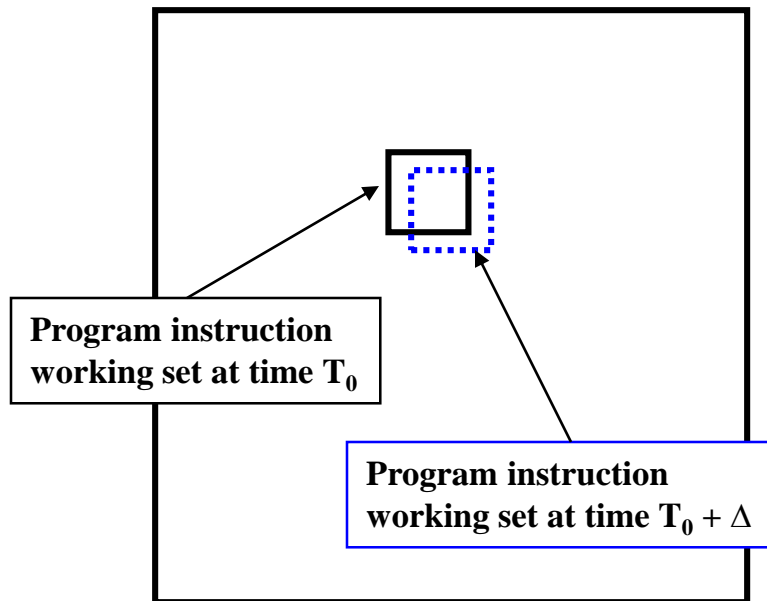 Program instruction
working set at time T₀
Program instruction
working set at time T₀ + Δ